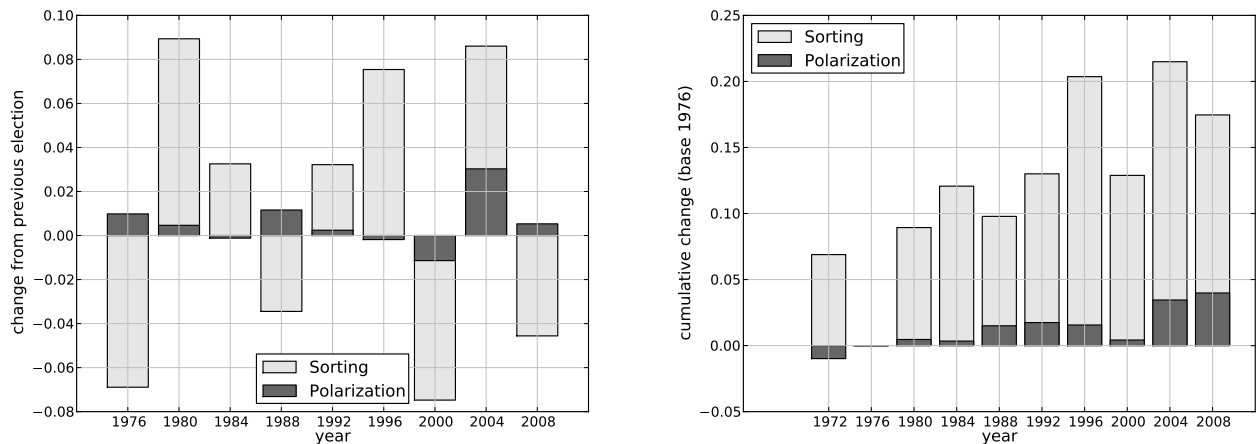 0.10
0.08
0.06
0.04
0.02
0.00
−0.02
−0.04
−0.06
−0.08
change from previous election
Sorting
Polarization
1976 1980 1984 1988 1992 1996 2000 2004 2008
year
0.25
0.20
0.15
0.10
0.05
0.00
−0.05
cumulative change (base 1976)
Sorting
Polarization
1972 1976 1980 1984 1988 1992 1996 2000 2004 2008
year